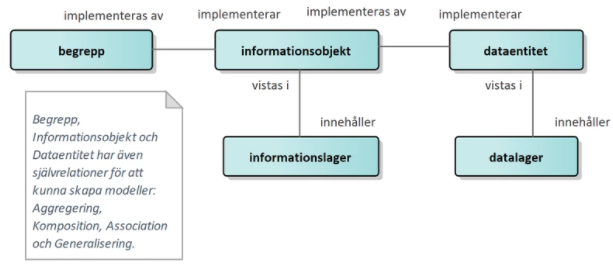 implementeras av
implementerar
implementeras av
implementerar
begrepp
informationsobjekt
dataentitet
vistas i
vistas i
innehåller
innehåller
informationslager
datalager
Begrepp,
Informationsobjekt och
Dataentitet har även
självrelationer för att
kunna skapa modeller:
Aggregering,
Komposition, Association
och Generalisering.